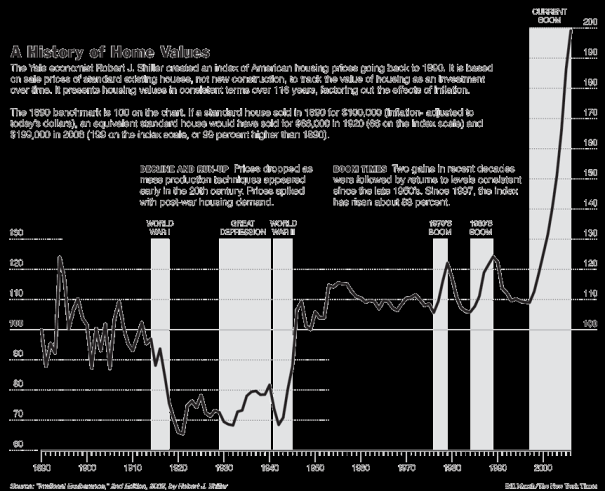 CURRENT
BOOM
A History of Home Values
The Yale economist Robert J. Shiller created an index of American housing prices going back to 1890. It is based
on sale prices of standard existing houses, not new construction, to track the value of housing as an investment
over time. It presents housing values in consistent terms over 116 years, factoring out the effects of inflation.
The 1890 benchmark is 100 on the chart. If a standard house sold in 1890 for $100,000 (inflation- adjusted to
today's dollars), an equivalent standard house would have sold for $66,000 in 1920 (66 on the index scale) and
$199,000 in 2006 (199 on the index scale, or 99 percent higher than 1890).
DECLINE AND RUN-UP Prices dropped as
mass production techniques appeared
early in the 20th century. Prices spiked
with post-war housing demand.
BOOM TIMES Two gains in recent decades
were followed by returns to levels consistent
since the late 1950's. Since 1997, the index
has risen about 83 percent.
WORLD
WAR I
GREAT
DEPRESSION
WORLD
WAR II
1970'S
BOOM
1980'S
BOOM
200
190
180
170
160
150
140
130
120
110
100
130
120
110
100
90
80
70
60
1890
1900
1910
1920
1930
1940
1950
1960
1970
1980
1990
2000
Source: "Irrational Exuberance," 2nd Edition, 2006, by Robert J. Shiller
Bill Marsh/The New York Times